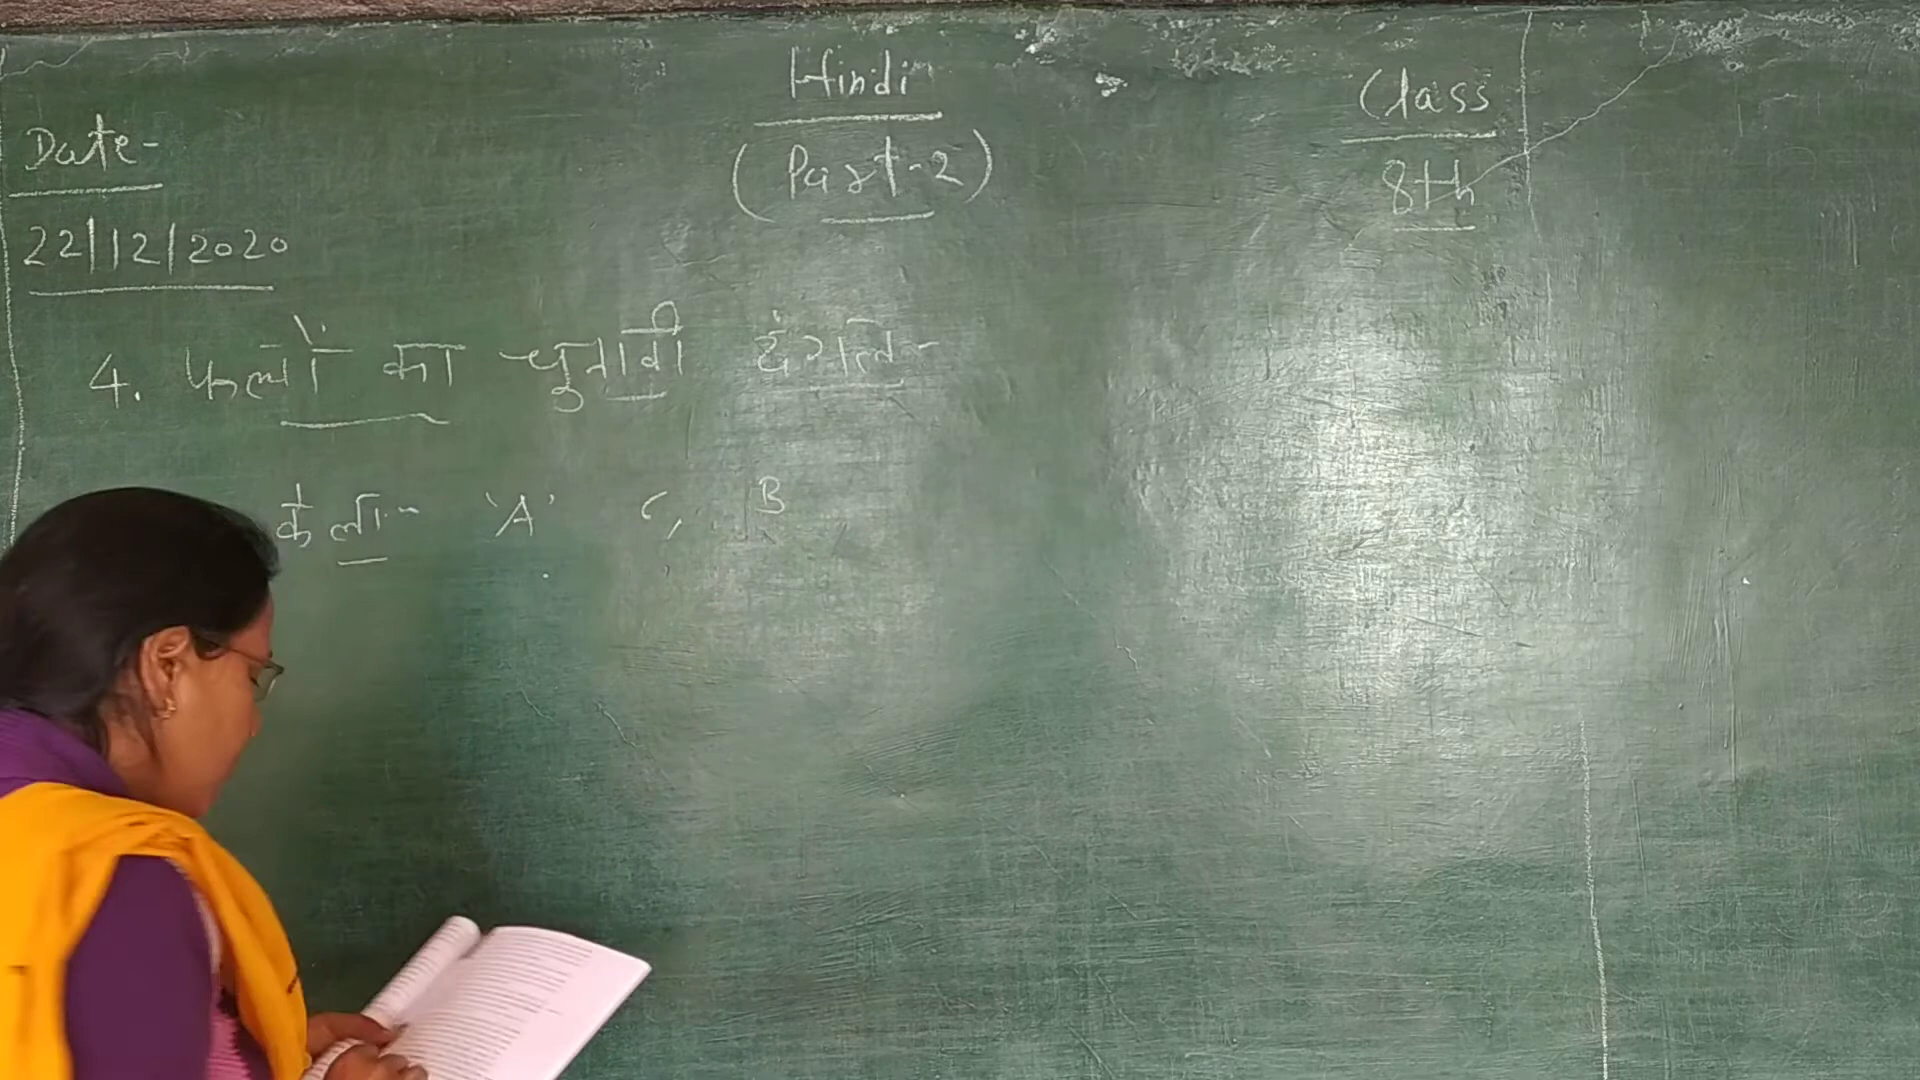 Hindi
(Part-2)
Class
8th
Date-
22/12/2020
4. फलों का चुनावी दंगल-
केला- 'A' C, B